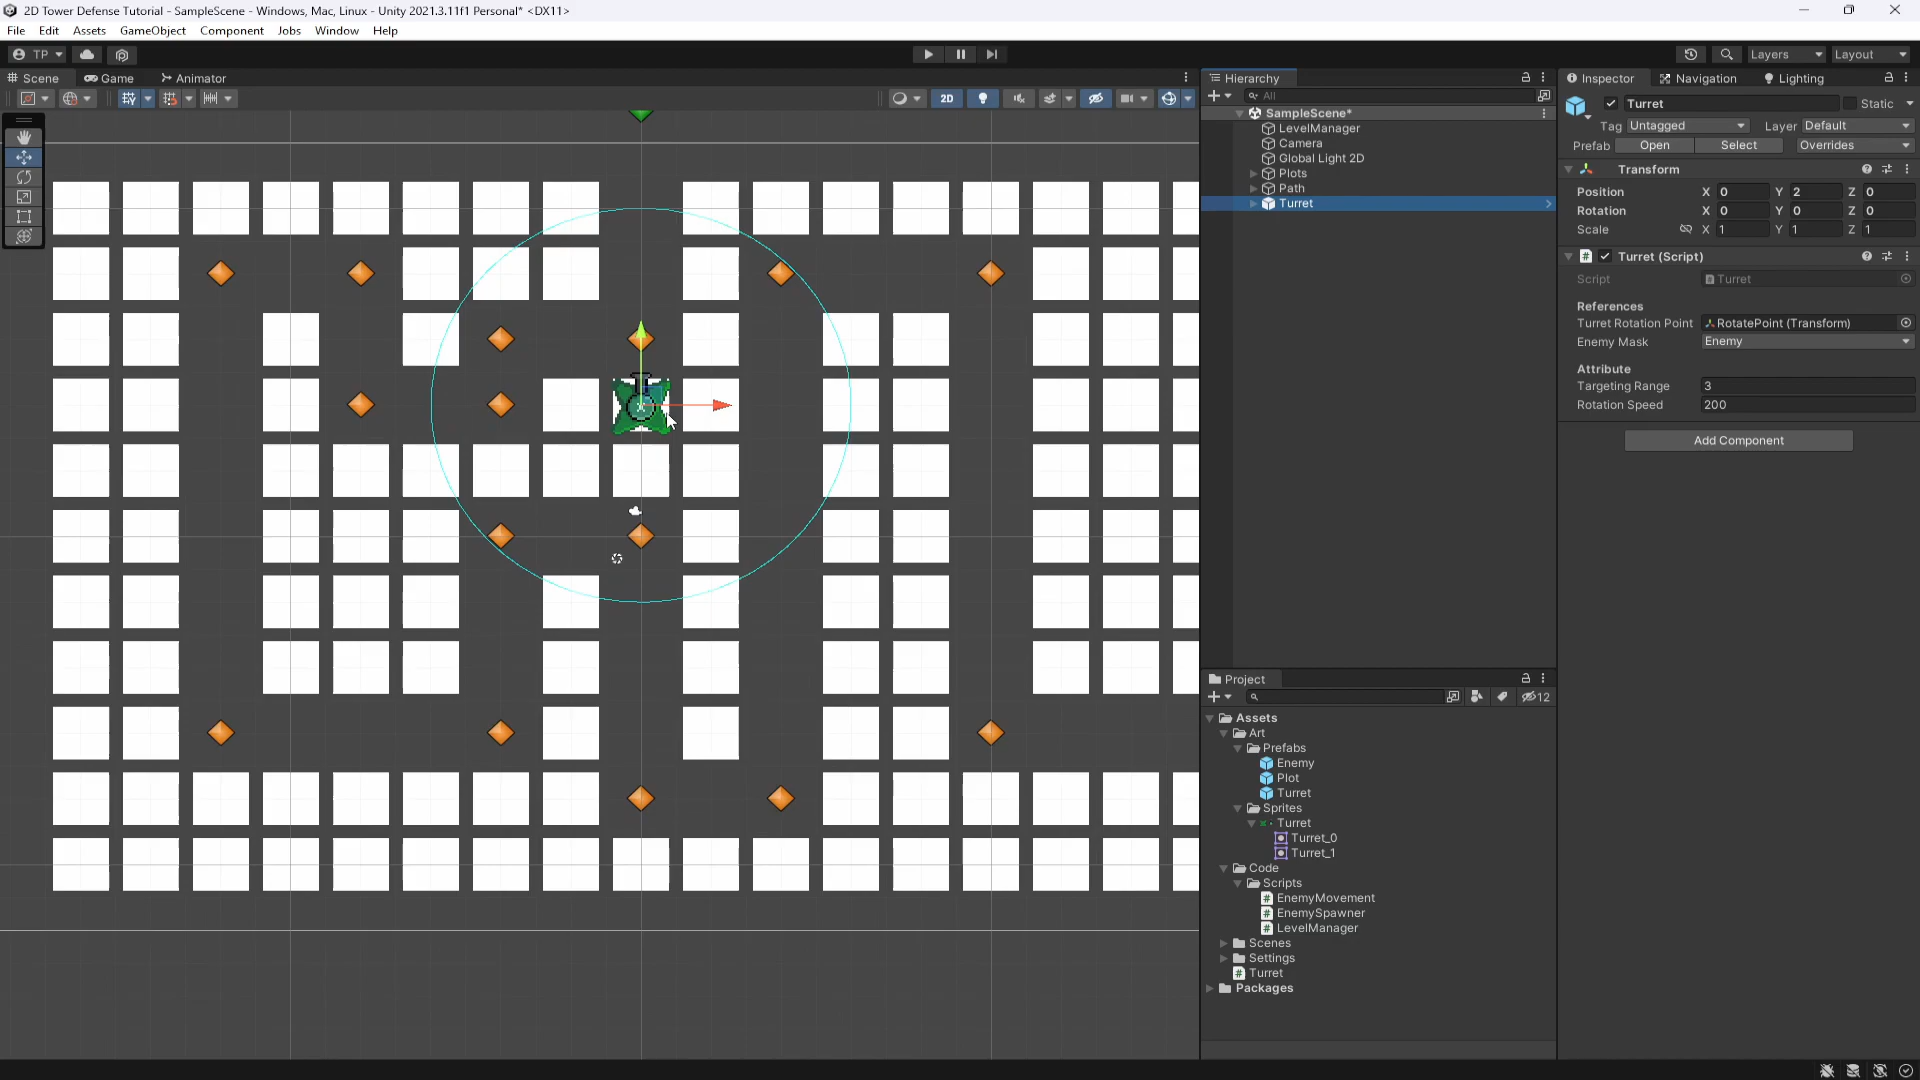 2D Tower Defense Tutorial - SampleScene - Windows, Mac, Linux - Unity 2021.3.11f1 Personal* <DX11>
File Edit Assets GameObject Component Jobs Window Help
TP Layers Layout
Scene Game Animator
2D
Hierarchy
All
SampleScene*
LevelManager
Camera
Global Light 2D
Plots
Path
Turret
Project
12
Assets
Art
Prefabs
Enemy
Plot
Turret
Sprites
Turret
Turret_0
Turret_1
Code
Scripts
EnemyMovement
EnemySpawner
LevelManager
Scenes
Settings
Turret
Packages
Inspector Navigation Lighting
Turret Static
Tag Untagged Layer Default
Prefab Open Select Overrides
Transform
Position X 0 Y 2 Z 0
Rotation X 0 Y 0 Z 0
Scale X 1 Y 1 Z 1
Turret (Script)
Script Turret
References
Turret Rotation Point RotatePoint (Transform)
Enemy Mask Enemy
Attribute
Targeting Range 3
Rotation Speed 200
Add Component